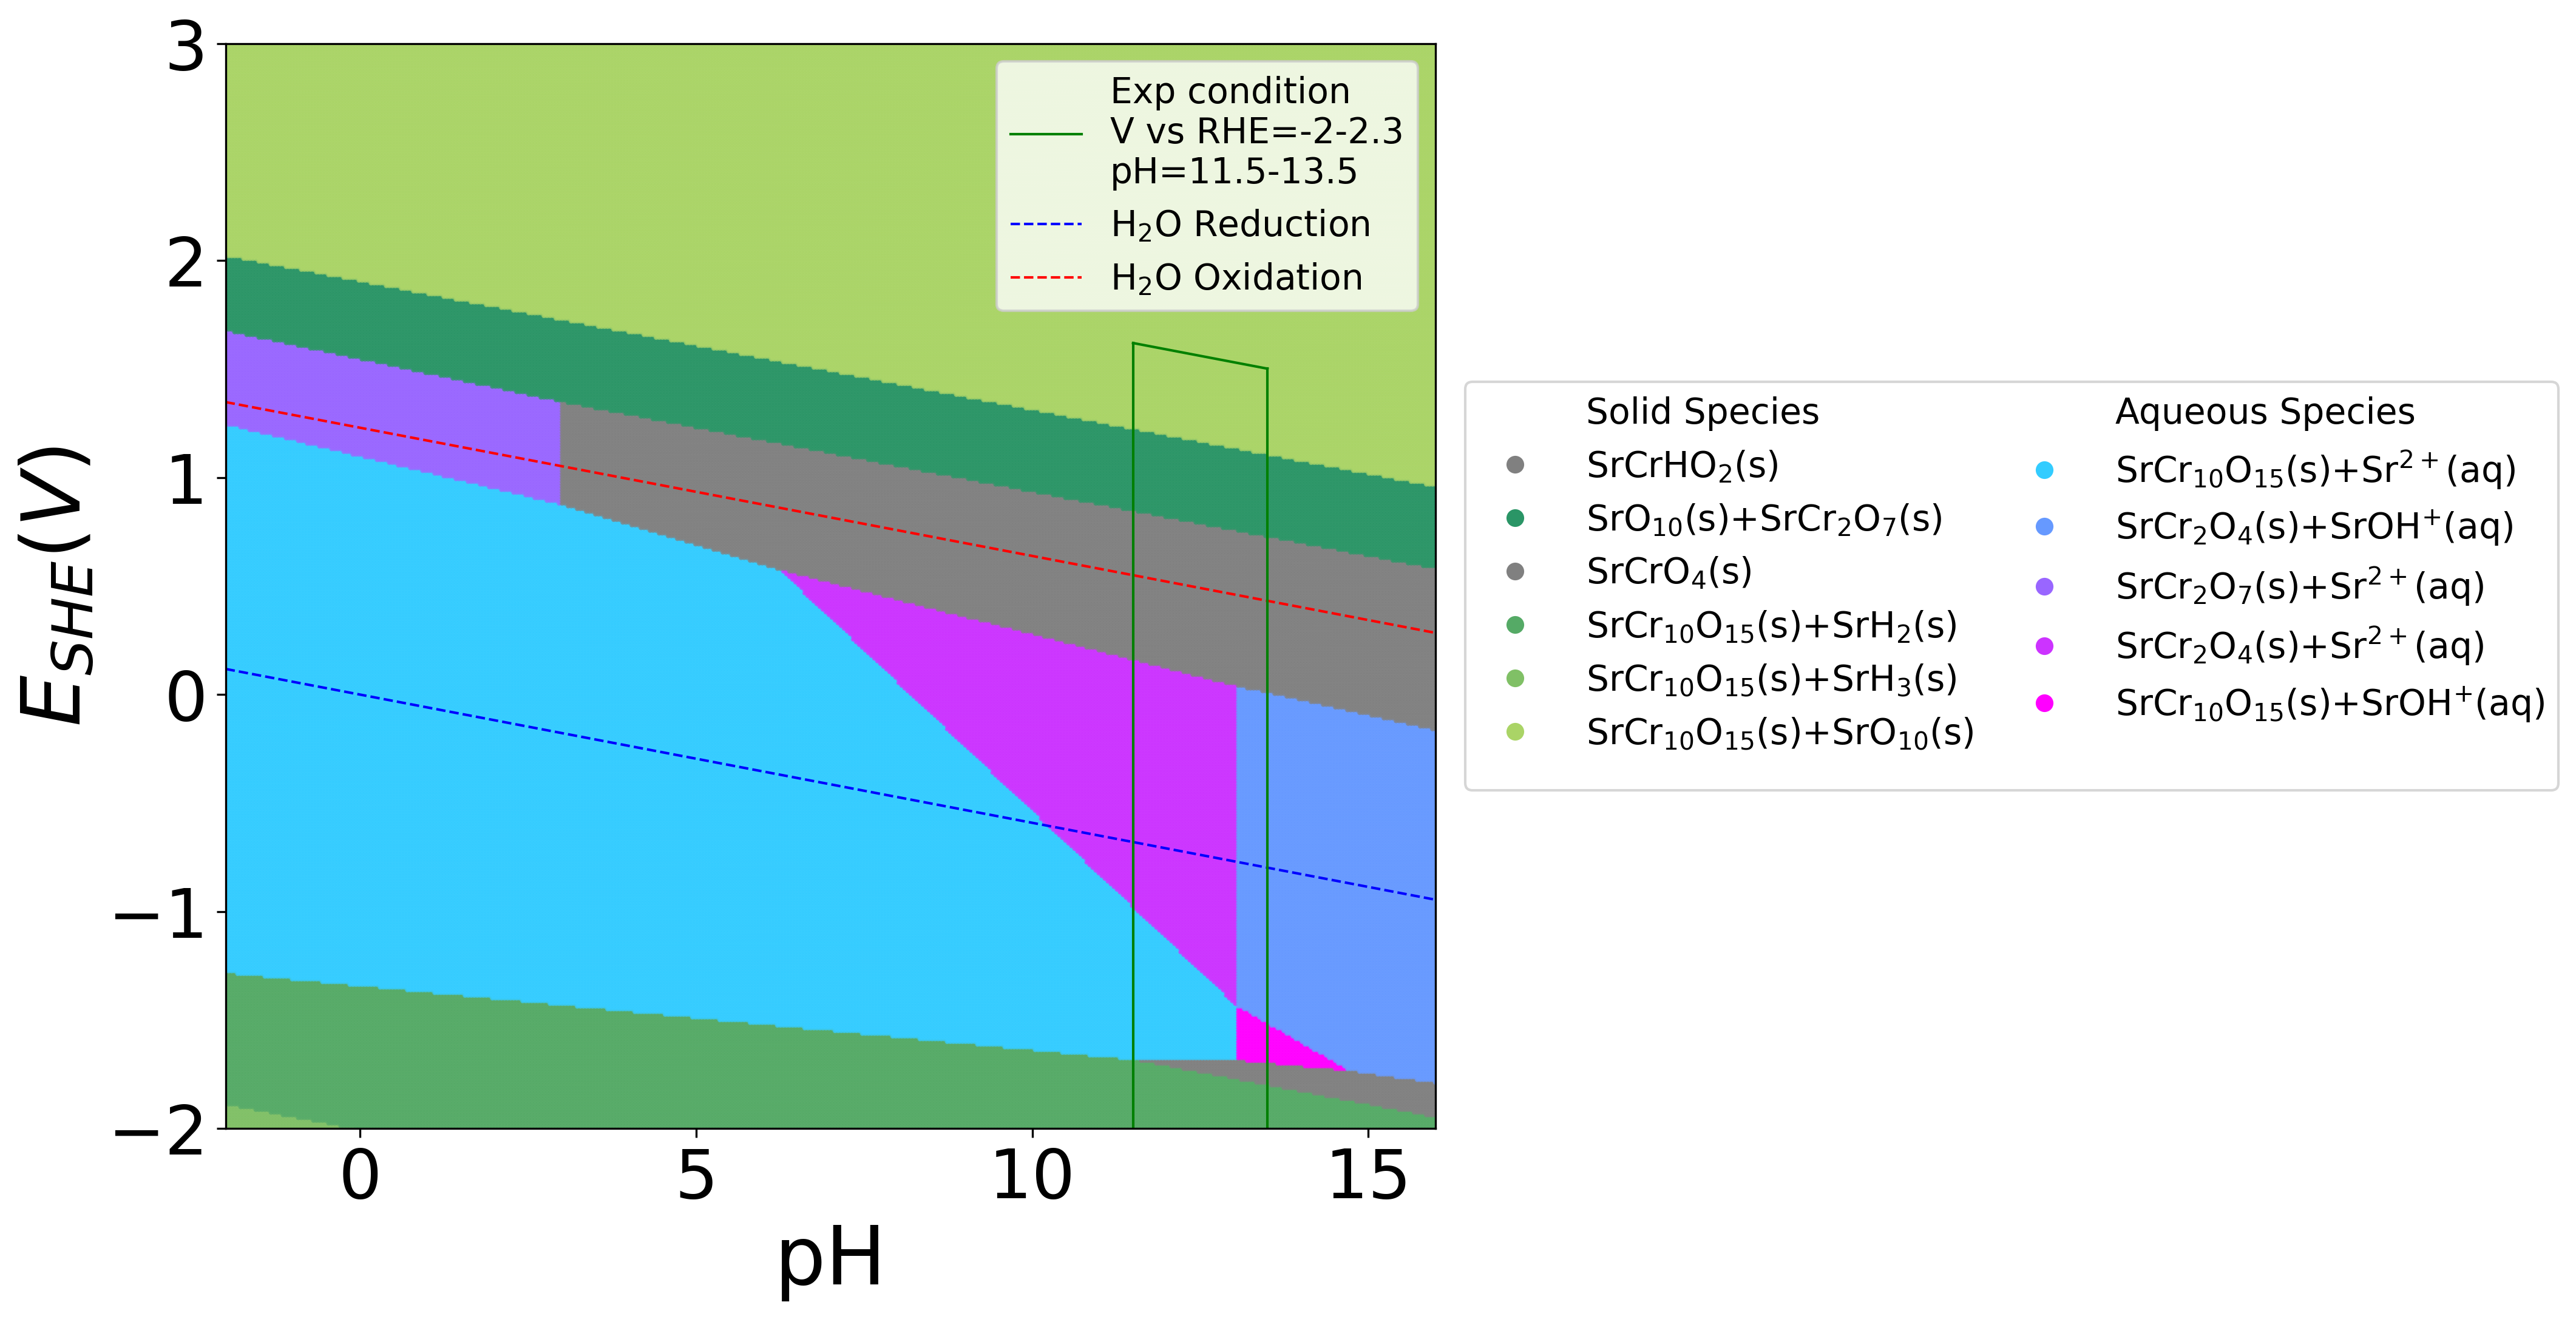 3
2
1
0
−1
−2
E_SHE(V)
0
5
10
15
pH
Exp condition
V vs RHE=-2-2.3
pH=11.5-13.5
H₂O Reduction
H₂O Oxidation
Solid Species
SrCrHO₂(s)
SrO₁₀(s)+SrCr₂O₇(s)
SrCrO₄(s)
SrCr₁₀O₁₅(s)+SrH₂(s)
SrCr₁₀O₁₅(s)+SrH₃(s)
SrCr₁₀O₁₅(s)+SrO₁₀(s)
Aqueous Species
SrCr₁₀O₁₅(s)+Sr²⁺(aq)
SrCr₂O₄(s)+SrOH⁺(aq)
SrCr₂O₇(s)+Sr²⁺(aq)
SrCr₂O₄(s)+Sr²⁺(aq)
SrCr₁₀O₁₅(s)+SrOH⁺(aq)